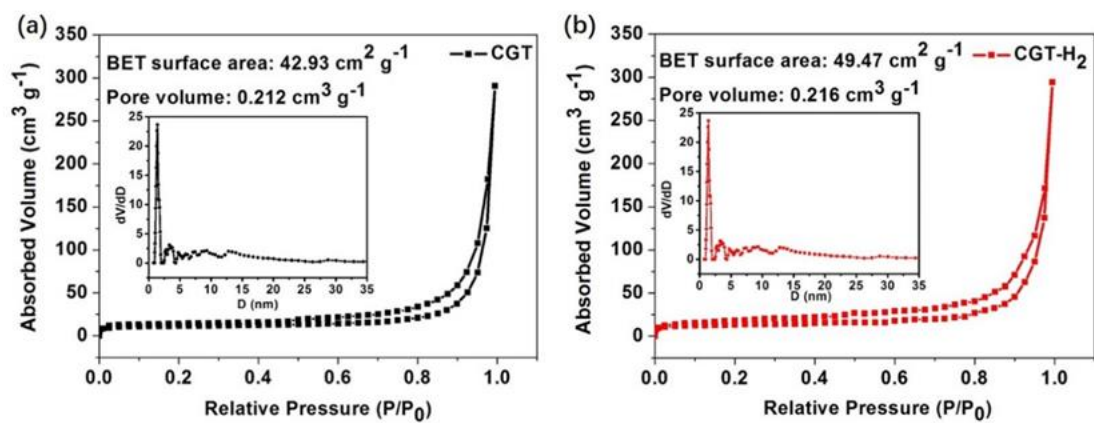 (a)
350
300
250
200
150
100
50
0
Absorbed Volume (cm³ g⁻¹)
BET surface area: 42.93 cm² g⁻¹
CGT
Pore volume: 0.212 cm³ g⁻¹
25
20
15
10
5
0
dV/dD
0 5 10 15 20 25 30 35
D (nm)
0.0 0.2 0.4 0.6 0.8 1.0
Relative Pressure (P/P₀)
(b)
350
300
250
200
150
100
50
0
Absorbed Volume (cm³ g⁻¹)
BET surface area: 49.47 cm² g⁻¹
CGT-H₂
Pore volume: 0.216 cm³ g⁻¹
25
20
15
10
5
0
dV/dD
0 5 10 15 20 25 30 35
D (nm)
0.0 0.2 0.4 0.6 0.8 1.0
Relative Pressure (P/P₀)